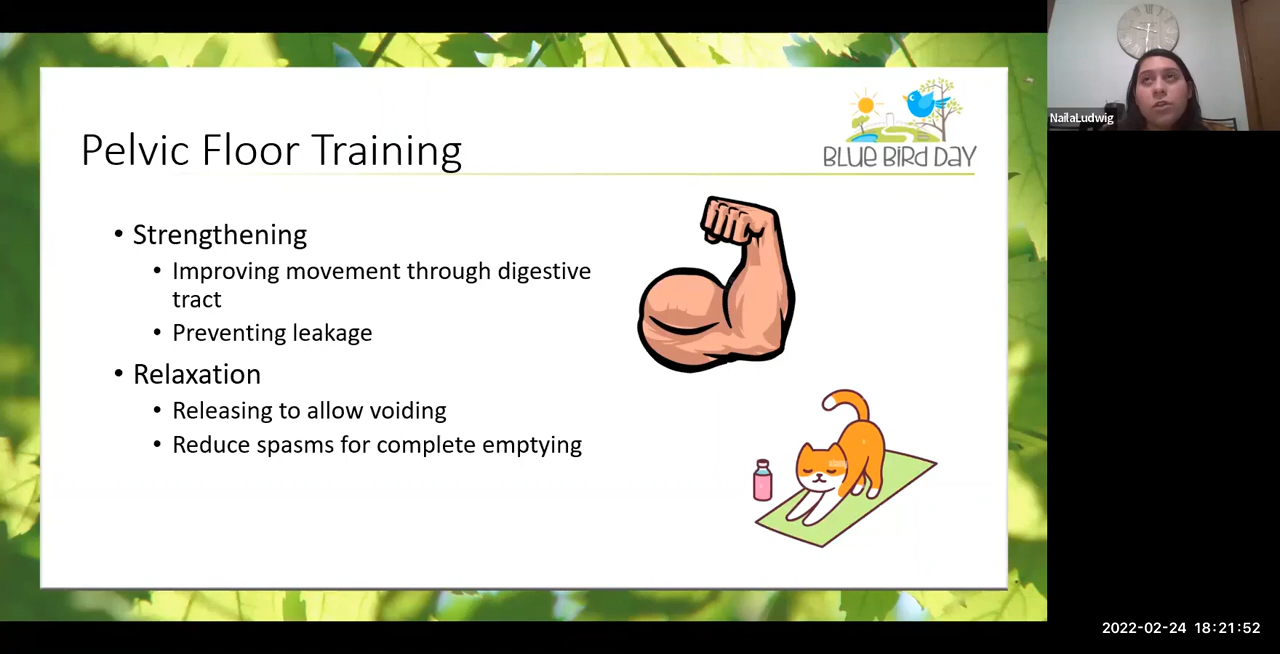 NailaLudwig
BLUE BIRD DAY
Pelvic Floor Training
• Strengthening
• Improving movement through digestive
tract
• Preventing leakage
• Relaxation
• Releasing to allow voiding
• Reduce spasms for complete emptying
2022-02-24 18:21:52